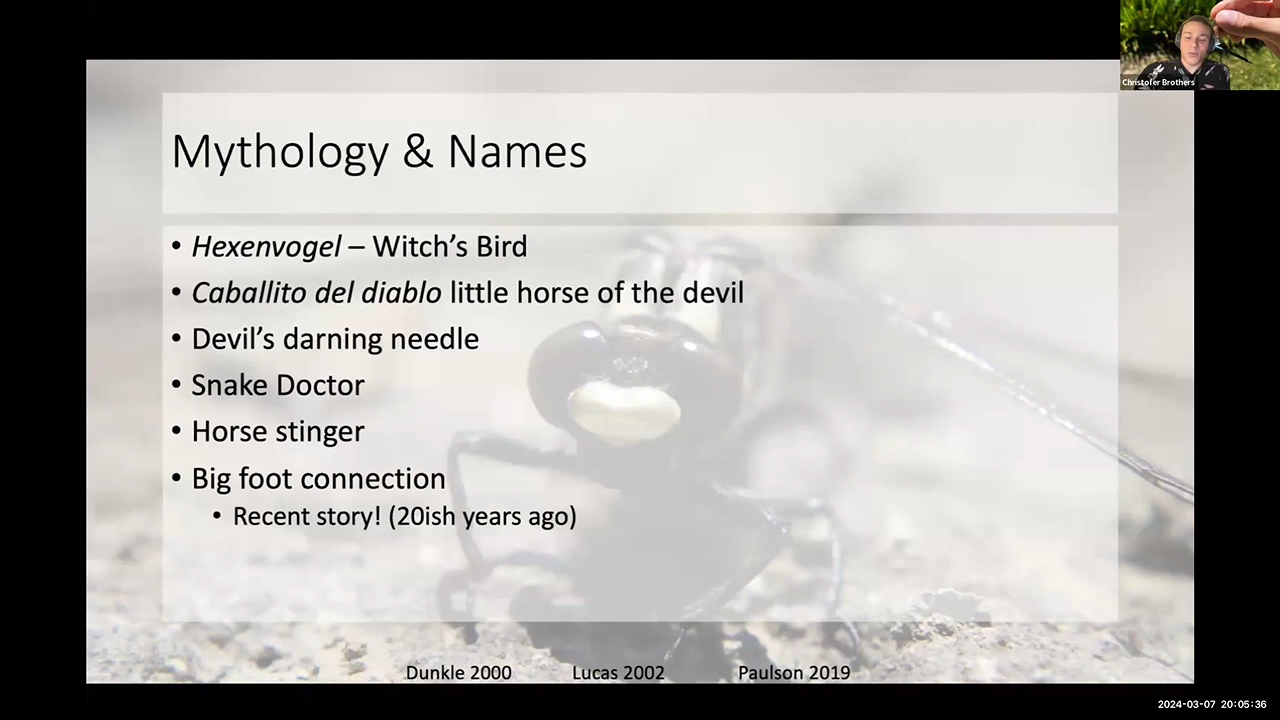 Christofer Brothers
Mythology & Names
• Hexenvogel – Witch's Bird
• Caballito del diablo little horse of the devil
• Devil's darning needle
• Snake Doctor
• Horse stinger
• Big foot connection
• Recent story! (20ish years ago)
Dunkle 2000 Lucas 2002 Paulson 2019
2024-03-07 20:05:36